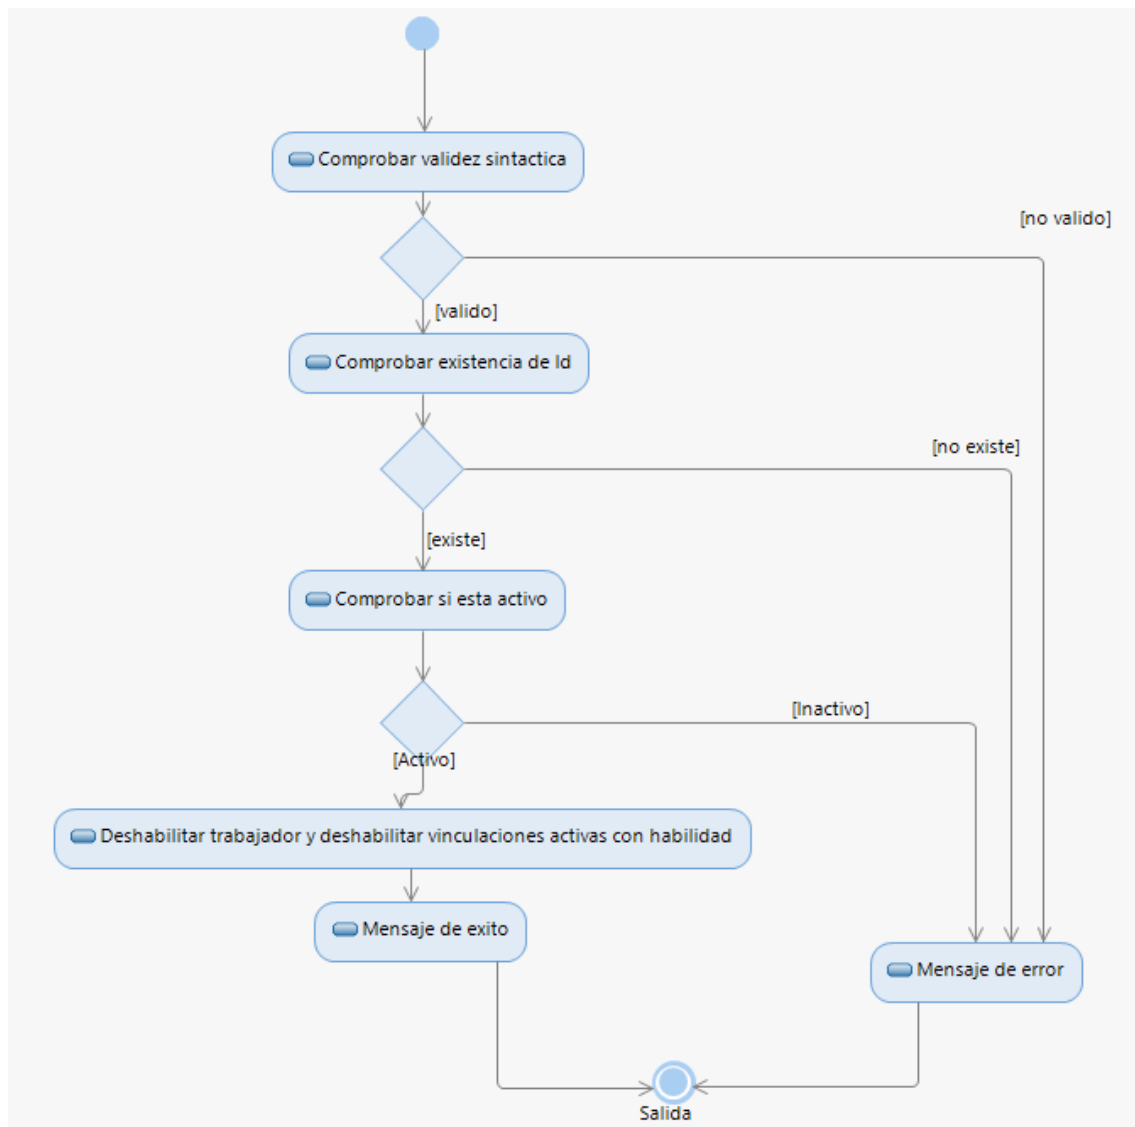 Comprobar validez sintactica
[no valido]
[valido]
Comprobar existencia de Id
[no existe]
[existe]
Comprobar si esta activo
[Inactivo]
[Activo]
Deshabilitar trabajador y deshabilitar vinculaciones activas con habilidad
Mensaje de exito
Mensaje de error
Salida